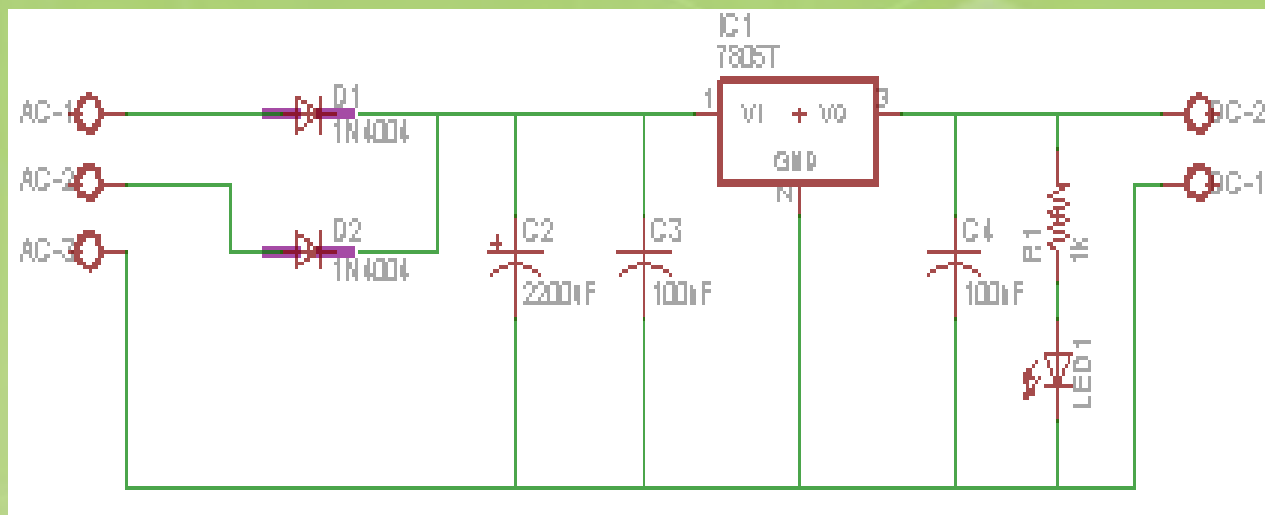 IC1
7805T
AC-1
D1
1N4004
1
VI
VO
3
DC-2
GND
AC-2
DC-1
D2
1N4004
AC-3
C2
C3
C4
R1
1k
100nF
100nF
LED1